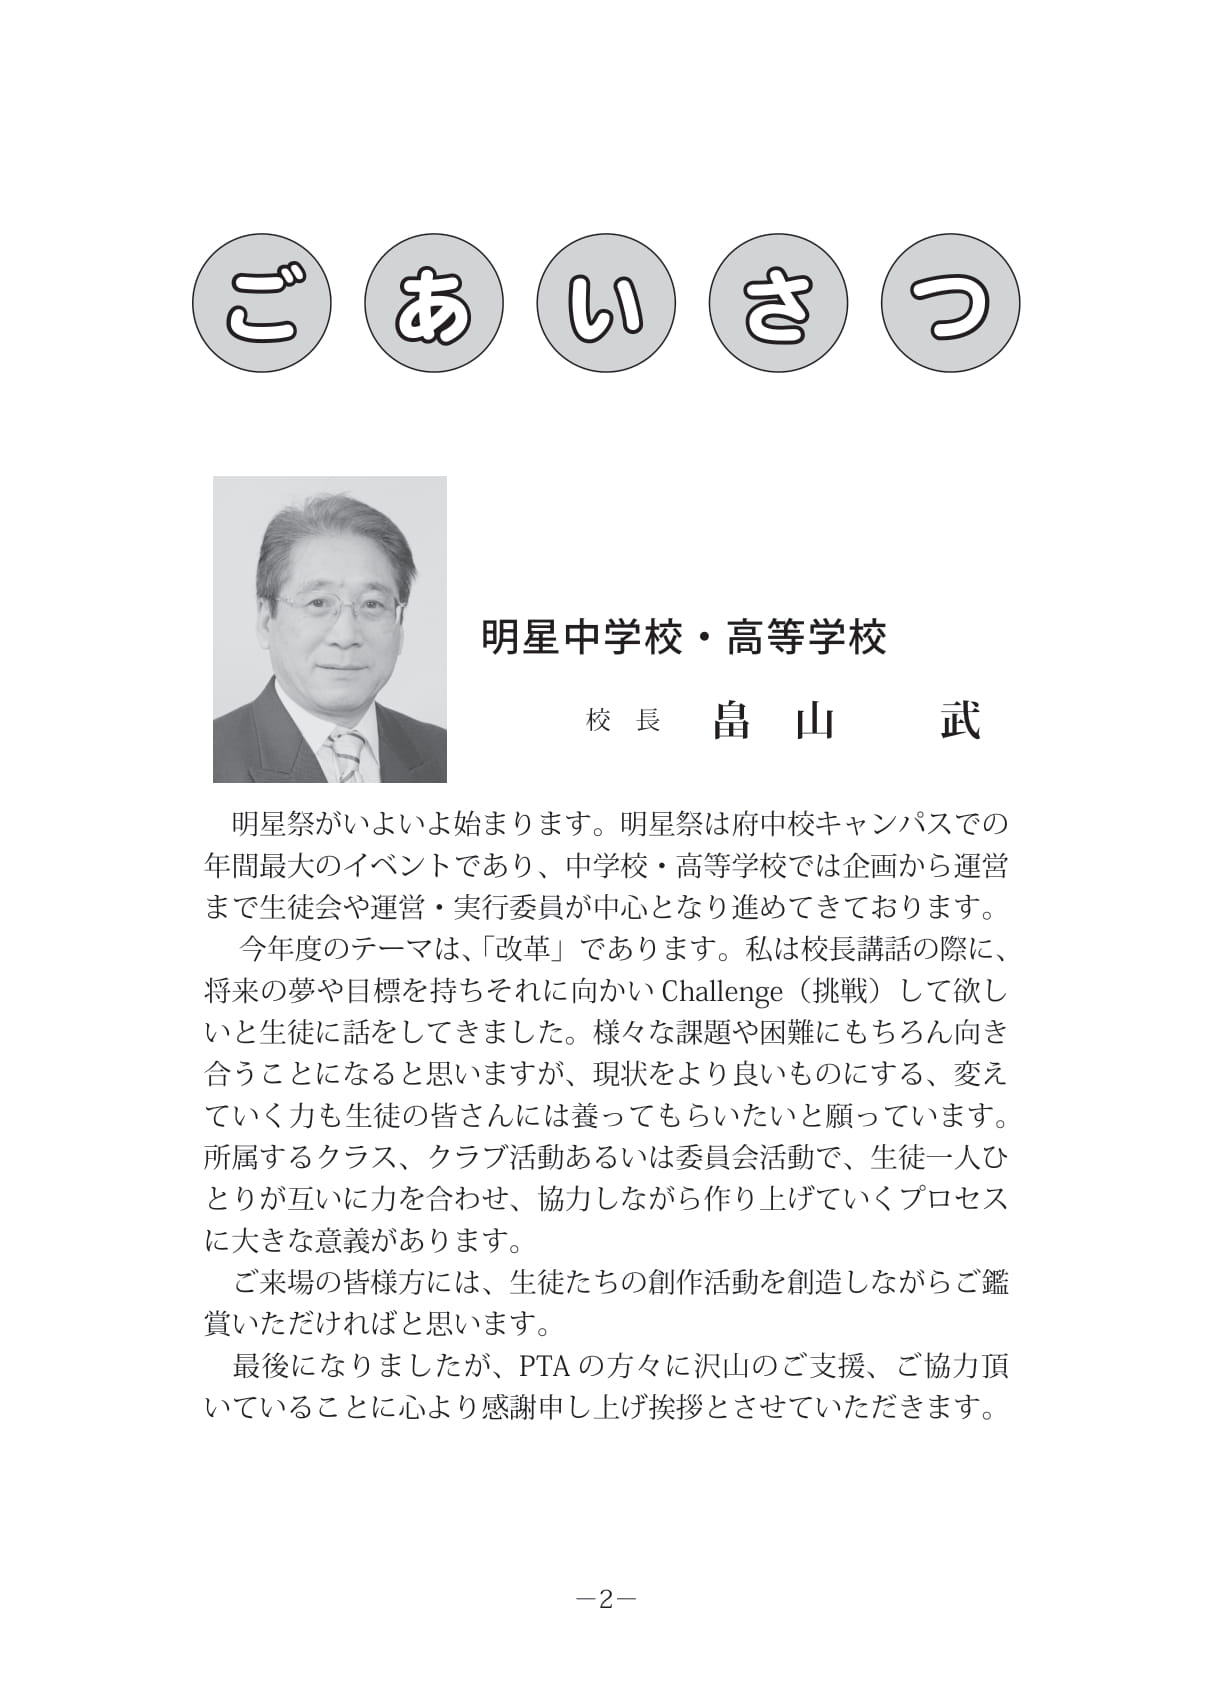 ごあいさつ
明星中学校・高等学校
校　長　畠　山　　武
　明星祭がいよいよ始まります。明星祭は府中校キャンパスでの
年間最大のイベントであり、中学校・高等学校では企画から運営
まで生徒会や運営・実行委員が中心となり進めてきております。
　今年度のテーマは、「改革」であります。私は校長講話の際に、
将来の夢や目標を持ちそれに向かい Challenge（挑戦）して欲し
いと生徒に話をしてきました。様々な課題や困難にもちろん向き
合うことになると思いますが、現状をより良いものにする、変え
ていく力も生徒の皆さんには養ってもらいたいと願っています。
所属するクラス、クラブ活動あるいは委員会活動で、生徒一人ひ
とりが互いに力を合わせ、協力しながら作り上げていくプロセス
に大きな意義があります。
　ご来場の皆様方には、生徒たちの創作活動を創造しながらご鑑
賞いただければと思います。
　最後になりましたが、PTA の方々に沢山のご支援、ご協力頂
いていることに心より感謝申し上げ挨拶とさせていただきます。
－2－